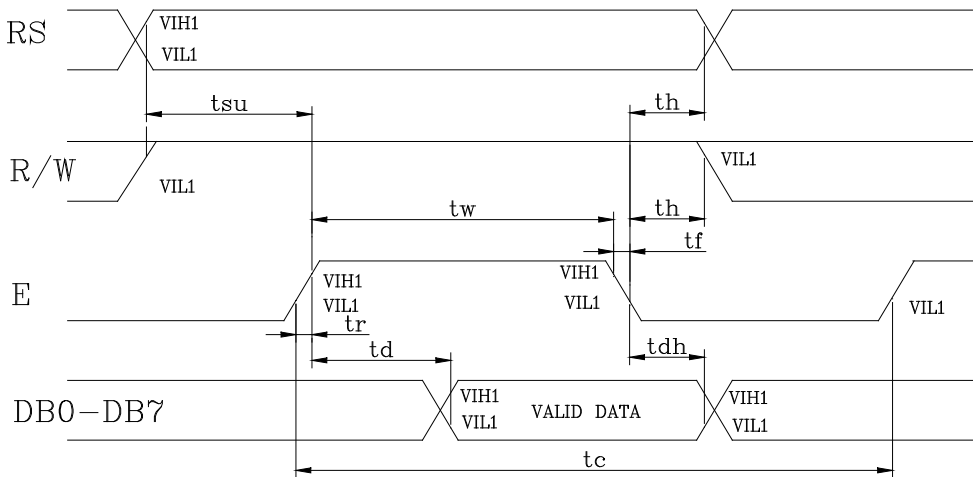 RS
VIH1
VIL1
tsu
th
R/W
VIL1
VIL1
tw
th
tf
E
VIH1
VIL1
VIH1
VIL1
VIL1
tr
td
tdh
DB0-DB7
VIH1
VIL1
VALID DATA
VIH1
VIL1
tc